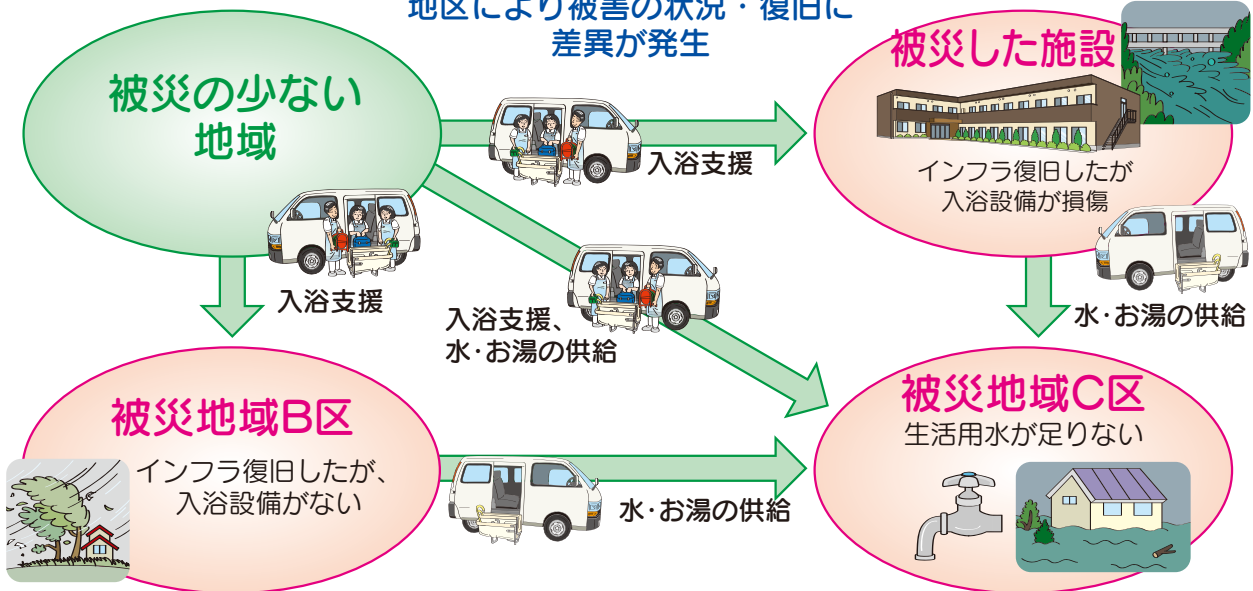 地区により被害の状況・復旧に
差異が発生
被災の少ない
地域
入浴支援
被災した施設
インフラ復旧したが
入浴設備が損傷
入浴支援
入浴支援、
水・お湯の供給
水・お湯の供給
被災地域B区
インフラ復旧したが、
入浴設備がない
水・お湯の供給
被災地域C区
生活用水が足りない